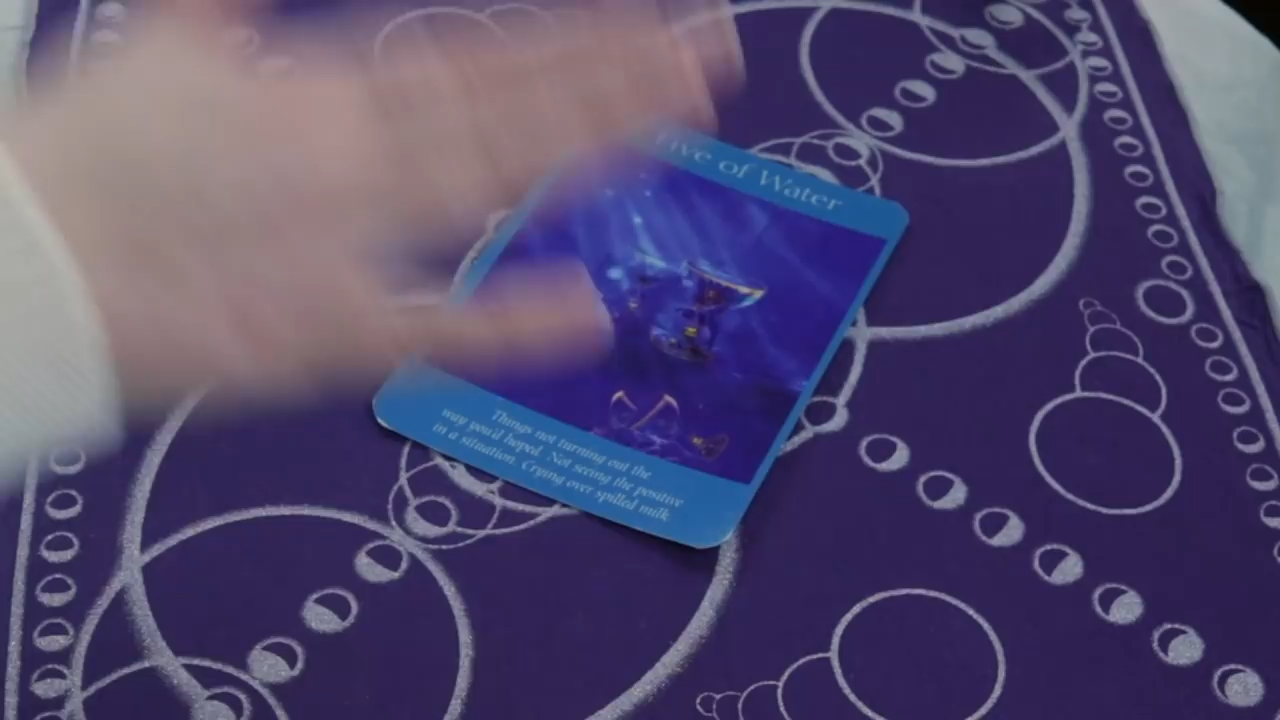 Five of Water
Things not turning out the
way you'd hoped. Not seeing the positive
in a situation. Crying over spilled milk.